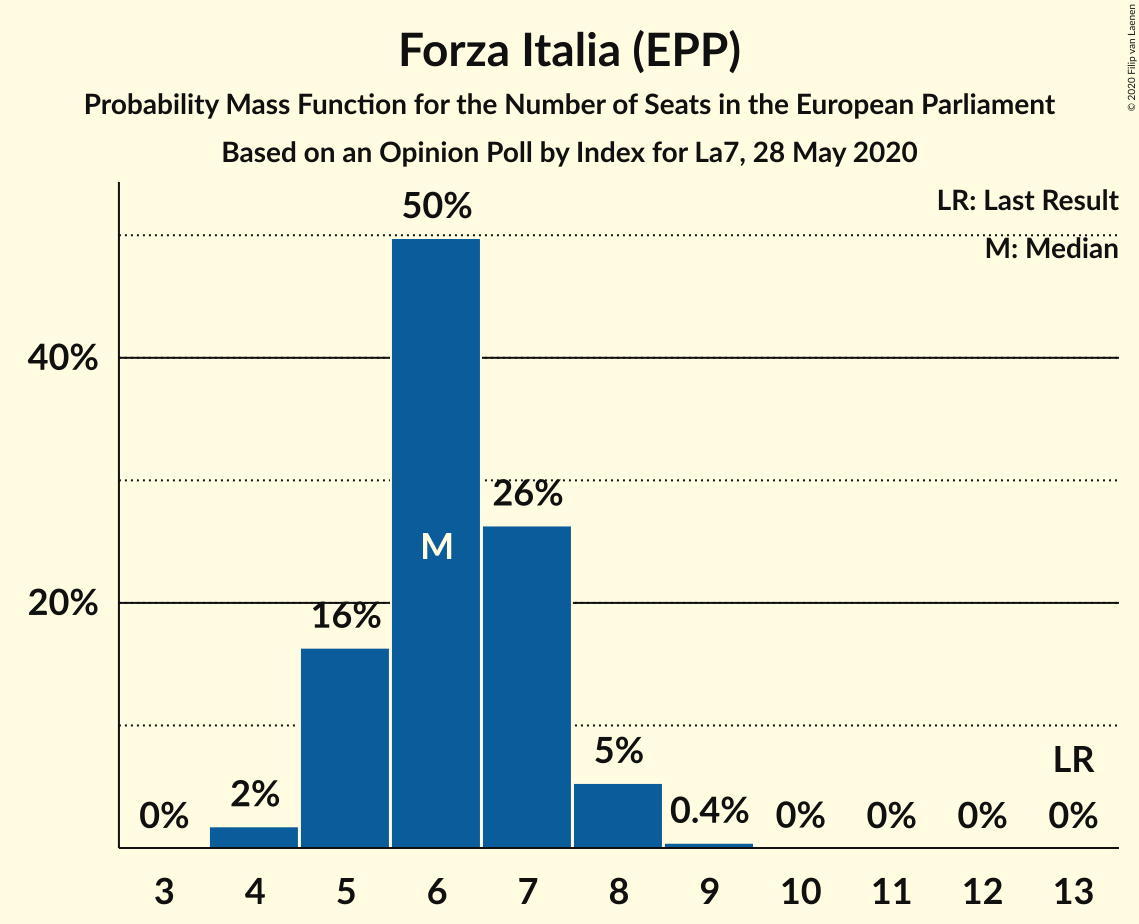 Forza Italia (EPP)
Probability Mass Function for the Number of Seats in the European Parliament
Based on an Opinion Poll by Index for La7, 28 May 2020
© 2020 Filip van Laenen
LR: Last Result
M: Median
50%
40%
26%
M
20%
16%
5%
LR
2%
0.4%
0%
0%
0%
0%
0%
3 4 5 6 7 8 9 10 11 12 13